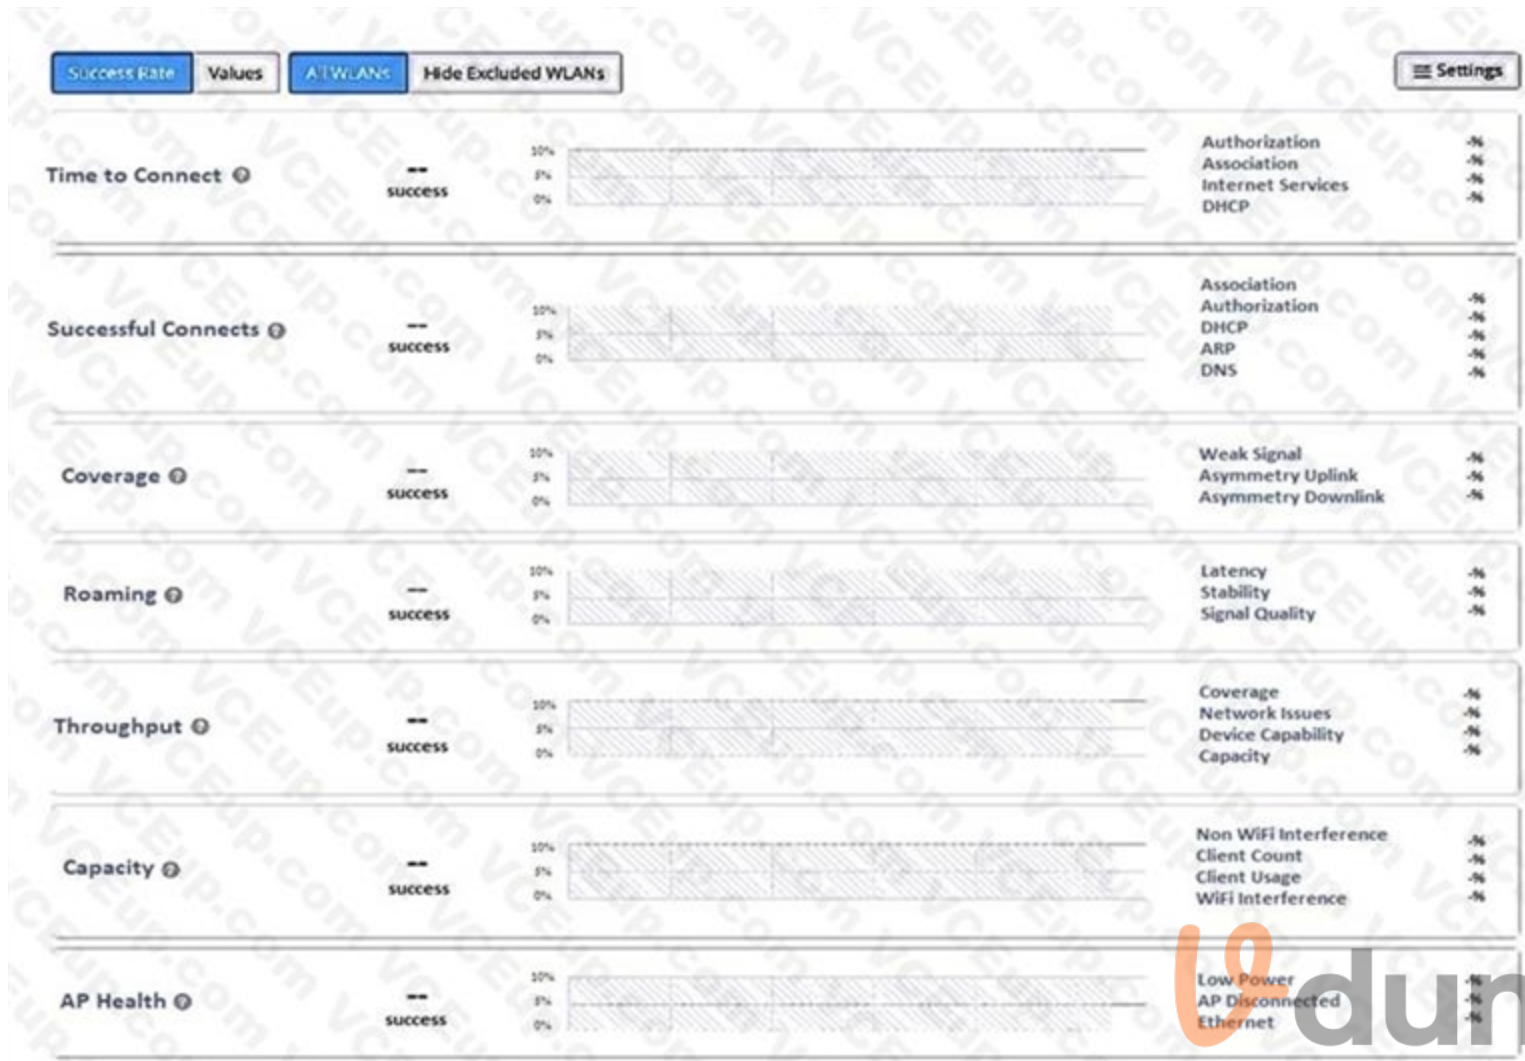 Success Rate Values All WLANs Hide Excluded WLANs Settings
Time to Connect
--
success
10%
5%
0%
Authorization -%
Association -%
Internet Services -%
DHCP -%
Successful Connects
--
success
10%
5%
0%
Association -%
Authorization -%
DHCP -%
ARP -%
DNS -%
Coverage
--
success
10%
5%
0%
Weak Signal -%
Asymmetry Uplink -%
Asymmetry Downlink -%
Roaming
--
success
10%
5%
0%
Latency -%
Stability -%
Signal Quality -%
Throughput
--
success
10%
5%
0%
Coverage -%
Network Issues -%
Device Capability -%
Capacity -%
Capacity
--
success
10%
5%
0%
Non WiFi Interference -%
Client Count -%
Client Usage -%
WiFi Interference -%
AP Health
--
success
10%
5%
0%
Low Power -%
AP Disconnected -%
Ethernet -%
VCEup.com
dun